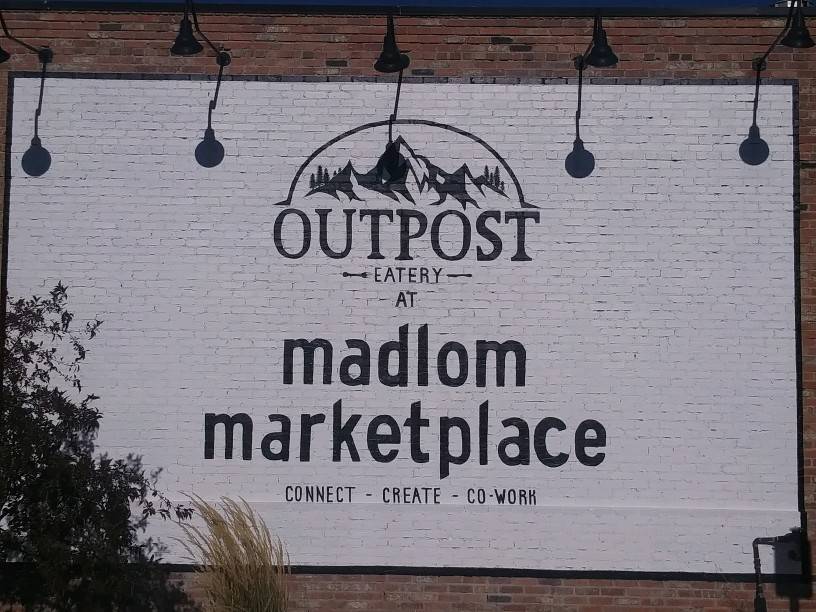 OUTPOST
EATERY
AT
madlom
marketplace
CONNECT - CREATE - CO-WORK